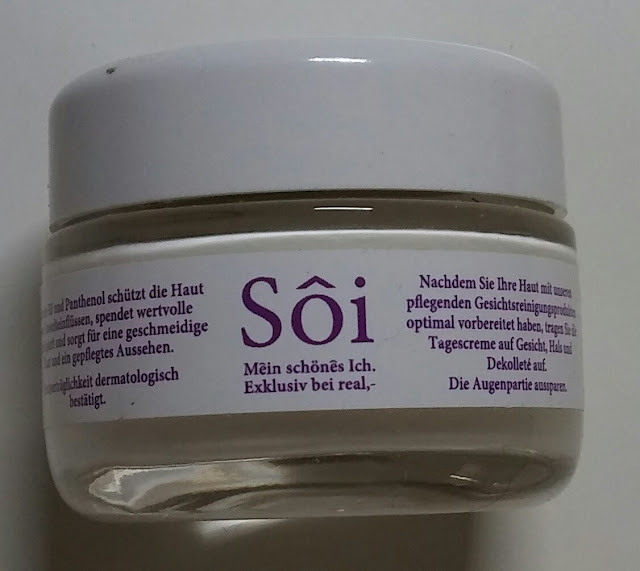 und Panthenol schützt die Haut
spendet wertvolle
und sorgt für eine geschmeidige
und ein gepflegtes Aussehen.
dermatologisch
bestätigt.
Sôi
Mêin schönês Ich.
Exklusiv bei real,-
Nachdem Sie Ihre Haut mit unseren
pflegenden Gesichtsreinigungsprodukten
optimal vorbereitet haben, tragen Sie die
Tagescreme auf Gesicht, Hals und
Dekolleté auf.
Die Augenpartie aussparen.